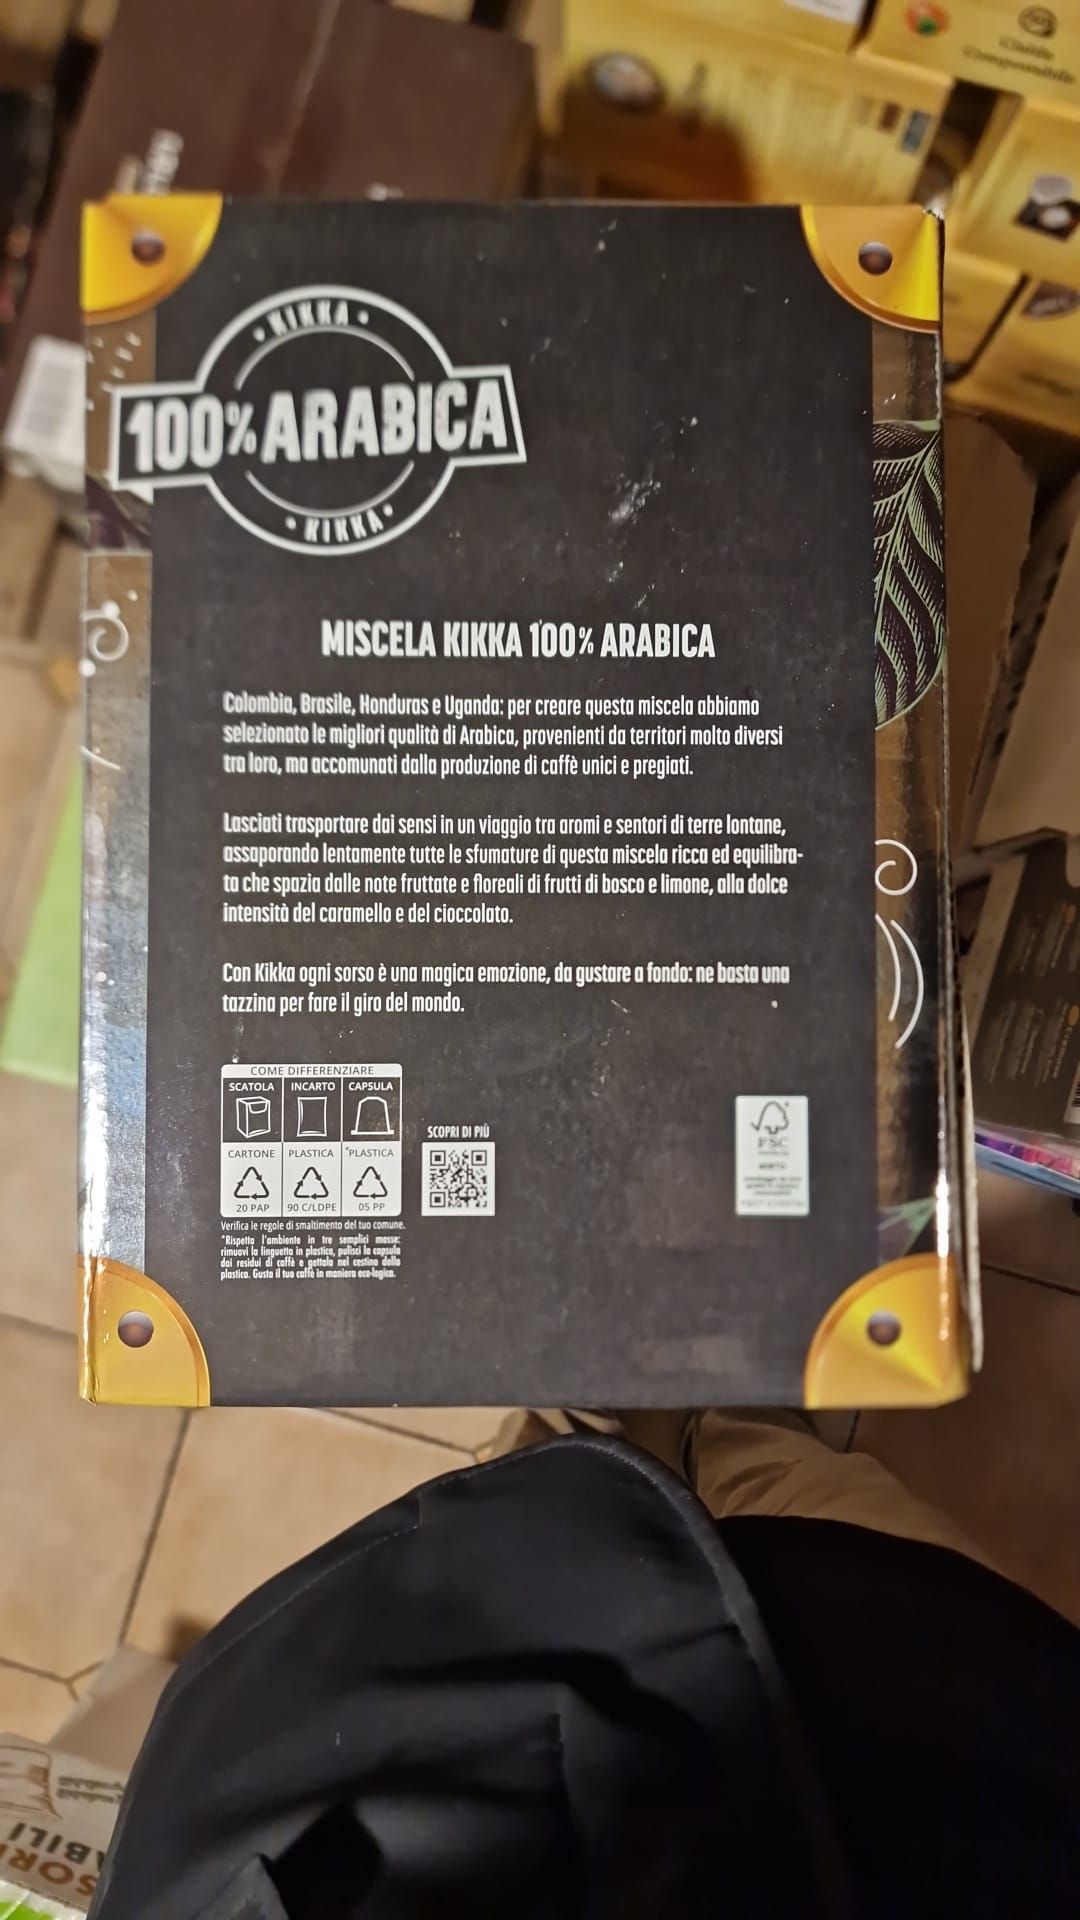 • KIKKA •
100% ARABICA
• KIKKA •
MISCELA KIKKA 100% ARABICA
Colombia, Brasile, Honduras e Uganda: per creare questa miscela abbiamo
selezionato le migliori qualità di Arabica, provenienti da territori molto diversi
tra loro, ma accomunati dalla produzione di caffè unici e pregiati.
Lasciati trasportare dai sensi in un viaggio tra aromi e sentori di terre lontane,
assaporando lentamente tutte le sfumature di questa miscela ricca ed equilibra-
ta che spazia dalle note fruttate e floreali di frutti di bosco e limone, alla dolce
intensità del caramello e del cioccolato.
Con Kikka ogni sorso è una magica emozione, da gustare a fondo: ne basta una
tazzina per fare il giro del mondo.
COME DIFFERENZIARE
SCATOLA INCARTO CAPSULA
CARTONE PLASTICA *PLASTICA
20 PAP 90 C/LDPE 05 PP
Verifica le regole di smaltimento del tuo comune.
*Rispetta l'ambiente in tre semplici mosse:
rimuovi la linguetta in plastica, pulisci la capsula
dai residui di caffè e gettala nel cestino della
plastica. Gusta il tuo caffè in maniera eco-logica.
SCOPRI DI PIÙ
FSC
MISTO